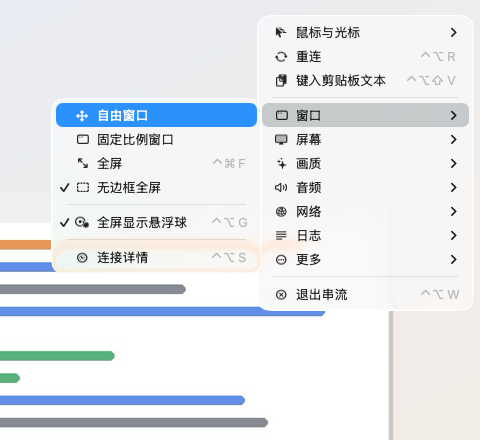 鼠标与光标
重连 ^⌥R
键入剪贴板文本 ^⌥⇧V
窗口
屏幕
画质
音频
网络
日志
更多
退出串流 ^⌥W
自由窗口
固定比例窗口
全屏 ^⌘F
无边框全屏
全屏显示悬浮球 ^⌥G
连接详情 ^⌥S